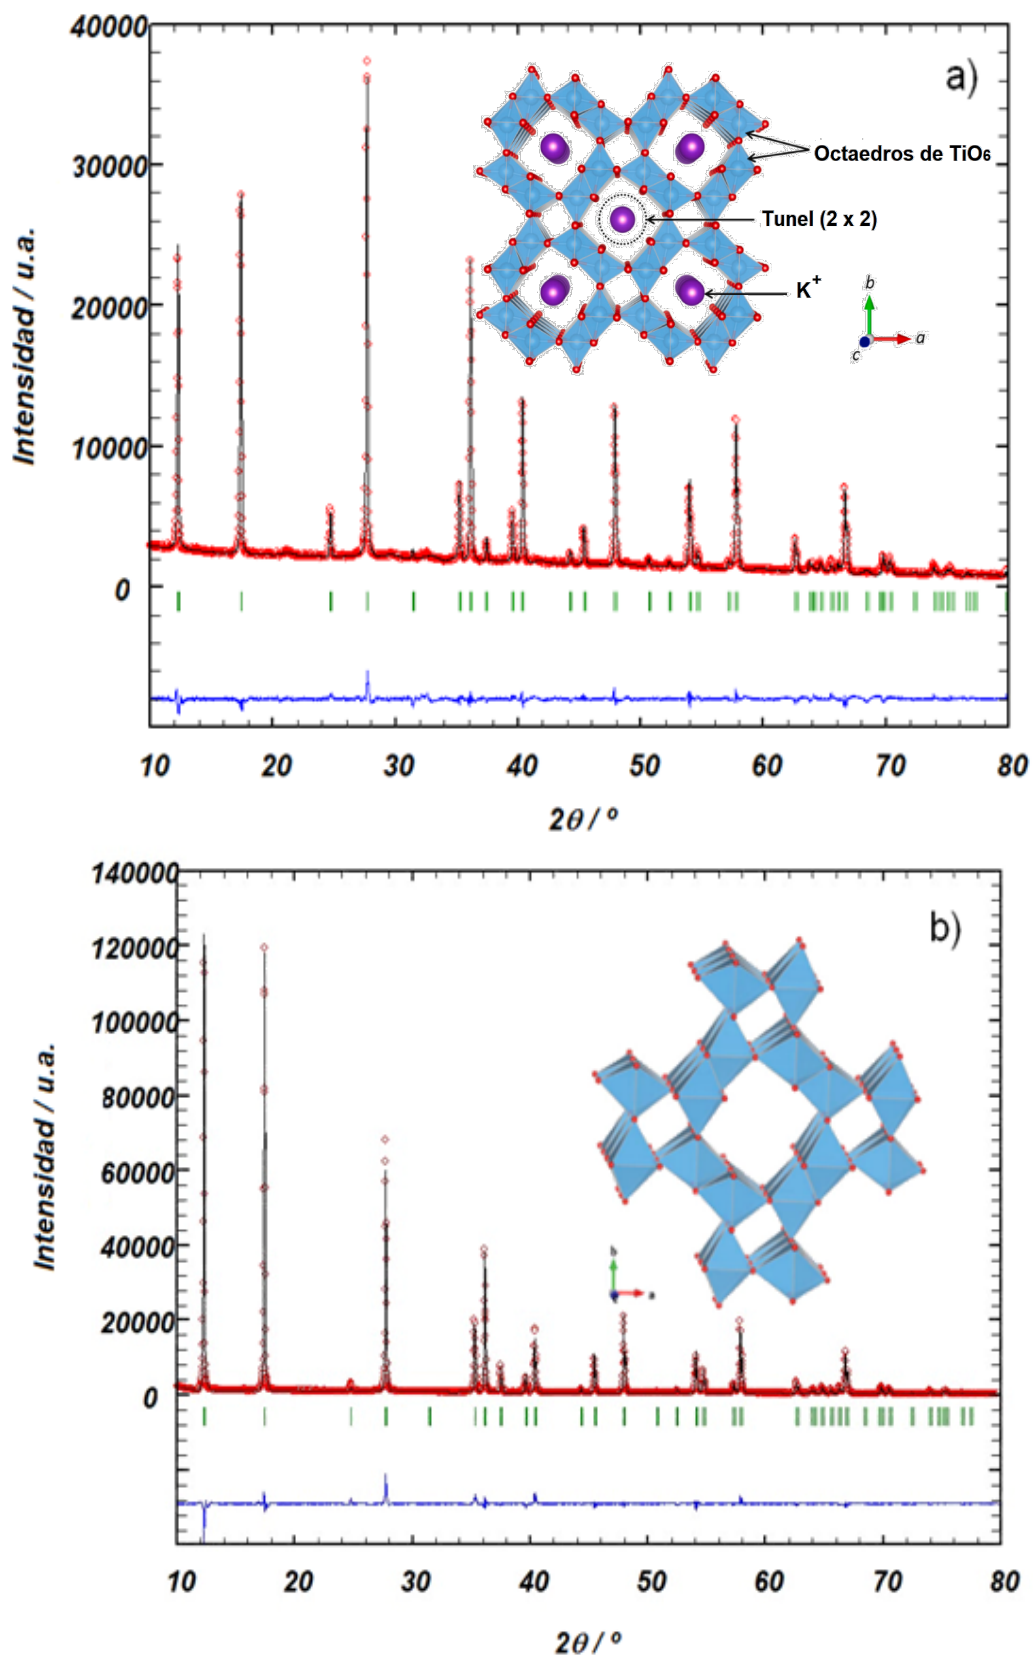 40000
a)
Octaedros de TiO6
30000
Tunel (2 x 2)
K+
20000
b
a
c
Intensidad / u.a.
10000
0
10 20 30 40 50 60 70 80
2θ / º
140000
b)
120000
100000
80000
Intensidad / u.a.
60000
b
a
40000
20000
0
10 20 30 40 50 60 70 80
2θ / º